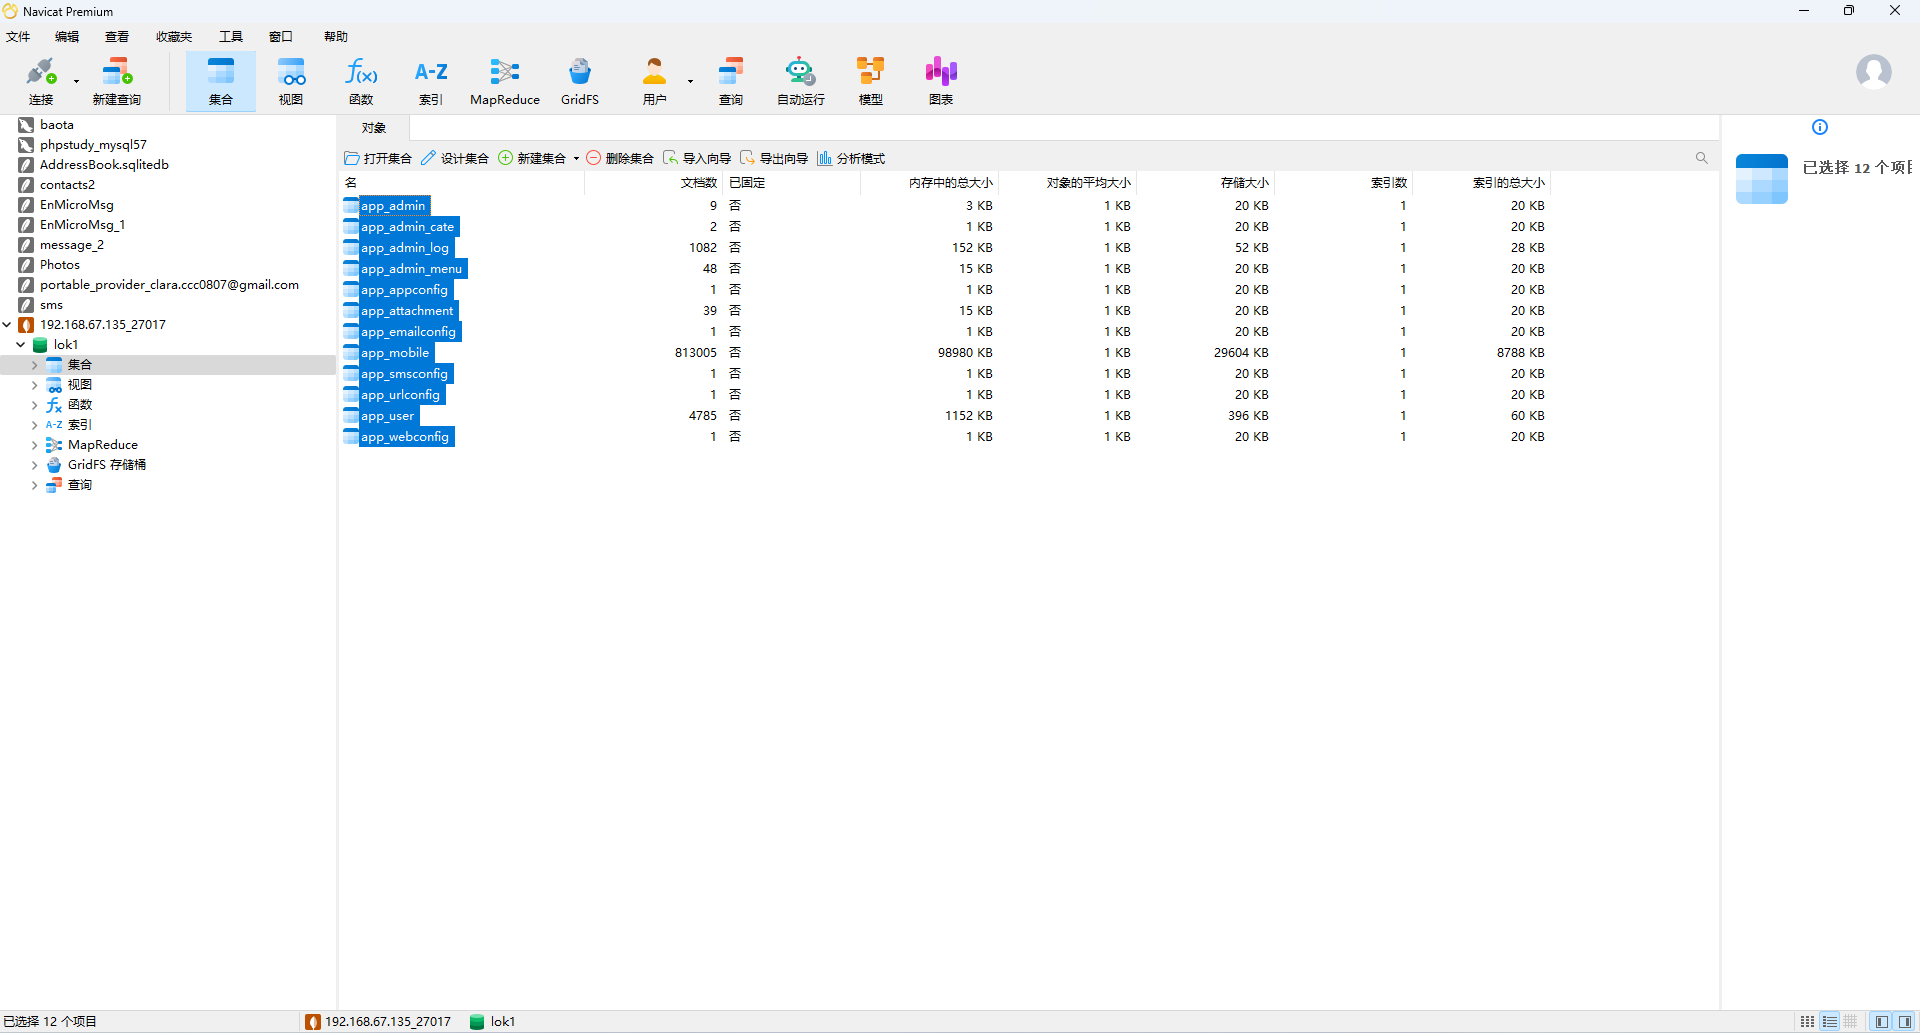 Navicat Premium
文件 编辑 查看 收藏夹 工具 窗口 帮助
连接 新建查询 集合 视图 函数 A-Z 索引 MapReduce GridFS 用户 查询 自动运行 模型 图表
baota
phpstudy_mysql57
AddressBook.sqlitedb
contacts2
EnMicroMsg
EnMicroMsg_1
message_2
Photos
portable_provider_clara.ccc0807@gmail.com
sms
192.168.67.135_27017
lok1
集合
视图
函数
A-Z 索引
MapReduce
GridFS 存储桶
查询
对象
打开集合 设计集合 新建集合 删除集合 导入向导 导出向导 分析模式
名 文档数 已固定 内存中的总大小 对象的平均大小 存储大小 索引数 索引的总大小
app_admin 9 否 3 KB 1 KB 20 KB 1 20 KB
app_admin_cate 2 否 1 KB 1 KB 20 KB 1 20 KB
app_admin_log 1082 否 152 KB 1 KB 52 KB 1 28 KB
app_admin_menu 48 否 15 KB 1 KB 20 KB 1 20 KB
app_appconfig 1 否 1 KB 1 KB 20 KB 1 20 KB
app_attachment 39 否 15 KB 1 KB 20 KB 1 20 KB
app_emailconfig 1 否 1 KB 1 KB 20 KB 1 20 KB
app_mobile 813005 否 98980 KB 1 KB 29604 KB 1 8788 KB
app_smsconfig 1 否 1 KB 1 KB 20 KB 1 20 KB
app_urlconfig 1 否 1 KB 1 KB 20 KB 1 20 KB
app_user 4785 否 1152 KB 1 KB 396 KB 1 60 KB
app_webconfig 1 否 1 KB 1 KB 20 KB 1 20 KB
已选择 12 个项
已选择 12 个项目 192.168.67.135_27017 lok1